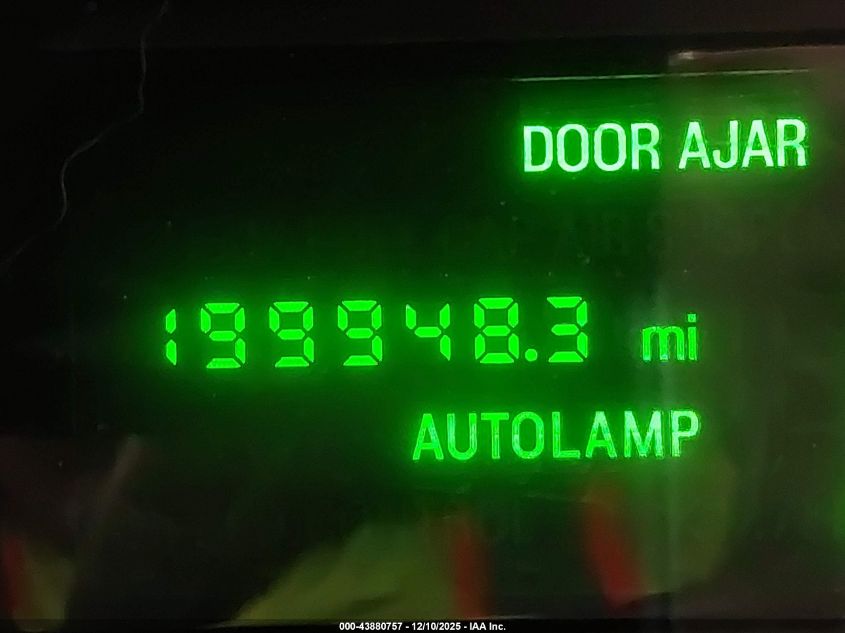 DOOR AJAR
199948.3 mi
AUTOLAMP
000-43880757 - 12/10/2025 - IAA Inc.